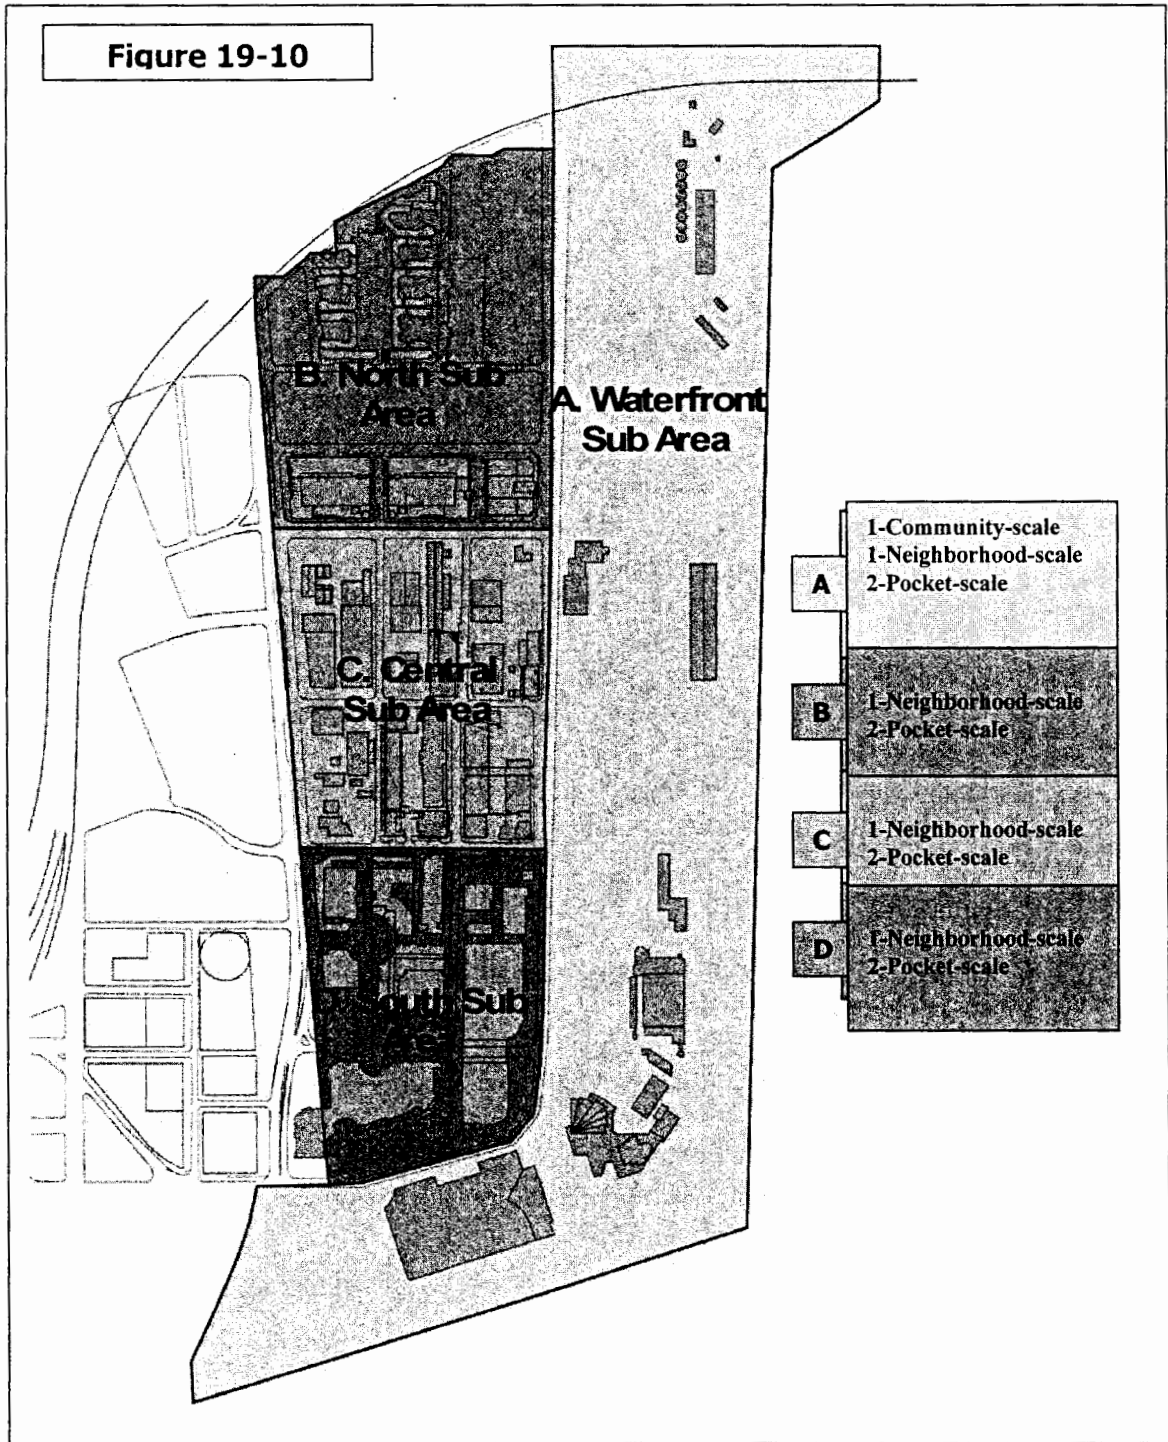 Figure 19-10
B. North Sub
Area
A. Waterfront
Sub Area
C. Central
Sub Area
South Sub
A
1-Community-scale
1-Neighborhood-scale
2-Pocket-scale
B
1-Neighborhood-scale
2-Pocket-scale
C
1-Neighborhood-scale
2-Pocket-scale
D
1-Neighborhood-scale
2-Pocket-scale